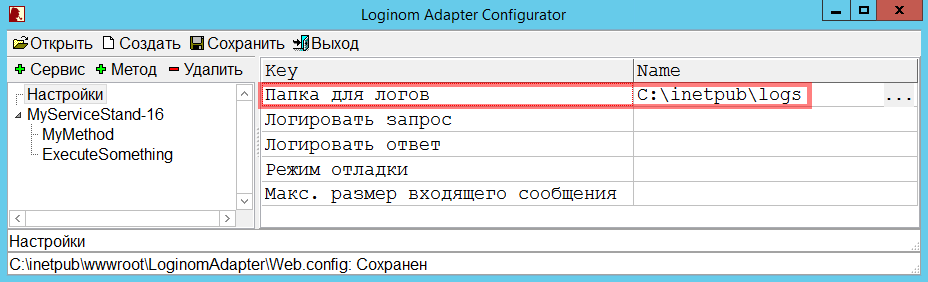 Loginom Adapter Configurator
Открыть Создать Сохранить Выход
Сервис Метод Удалить
Key Name
Настройки
Папка для логов C:\inetpub\logs ...
MyServiceStand-16
Логировать запрос
MyMethod
Логировать ответ
ExecuteSomething
Режим отладки
Макс. размер входящего сообщения
Настройки
C:\inetpub\wwwroot\LoginomAdapter\Web.config: Сохранен